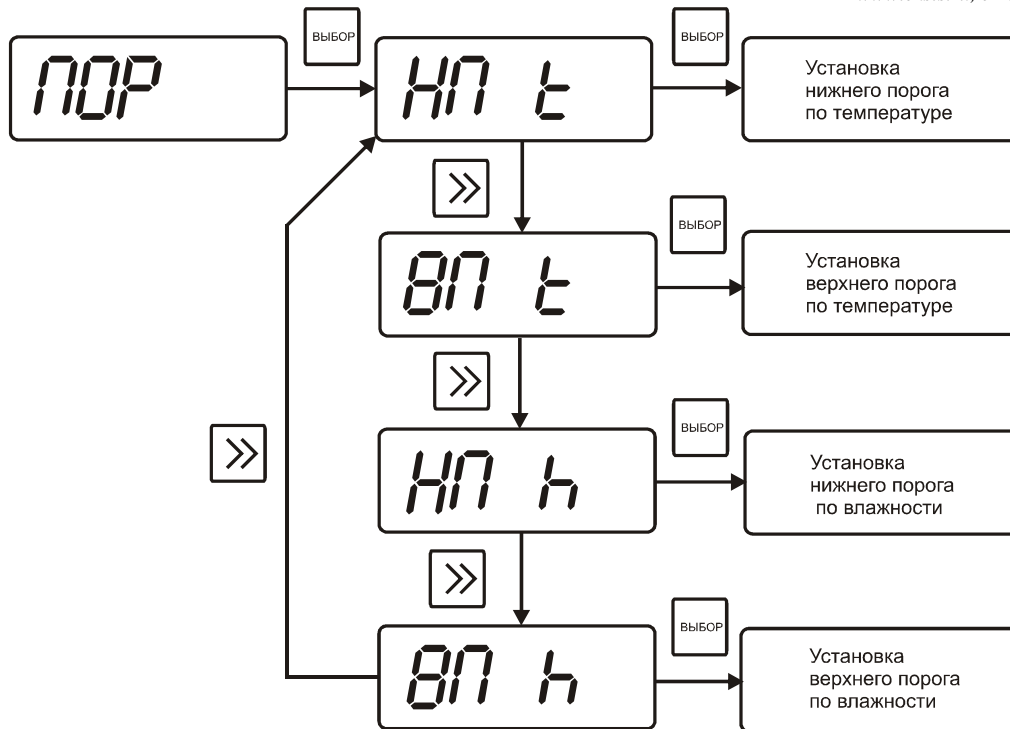 ВЫБОР
ВЫБОР
ПОР
НП t
Установка
нижнего порога
по температуре
>>
ВЫБОР
ВП t
Установка
верхнего порога
по температуре
>>
ВЫБОР
>>
НП h
Установка
нижнего порога
по влажности
>>
ВЫБОР
ВП h
Установка
верхнего порога
по влажности